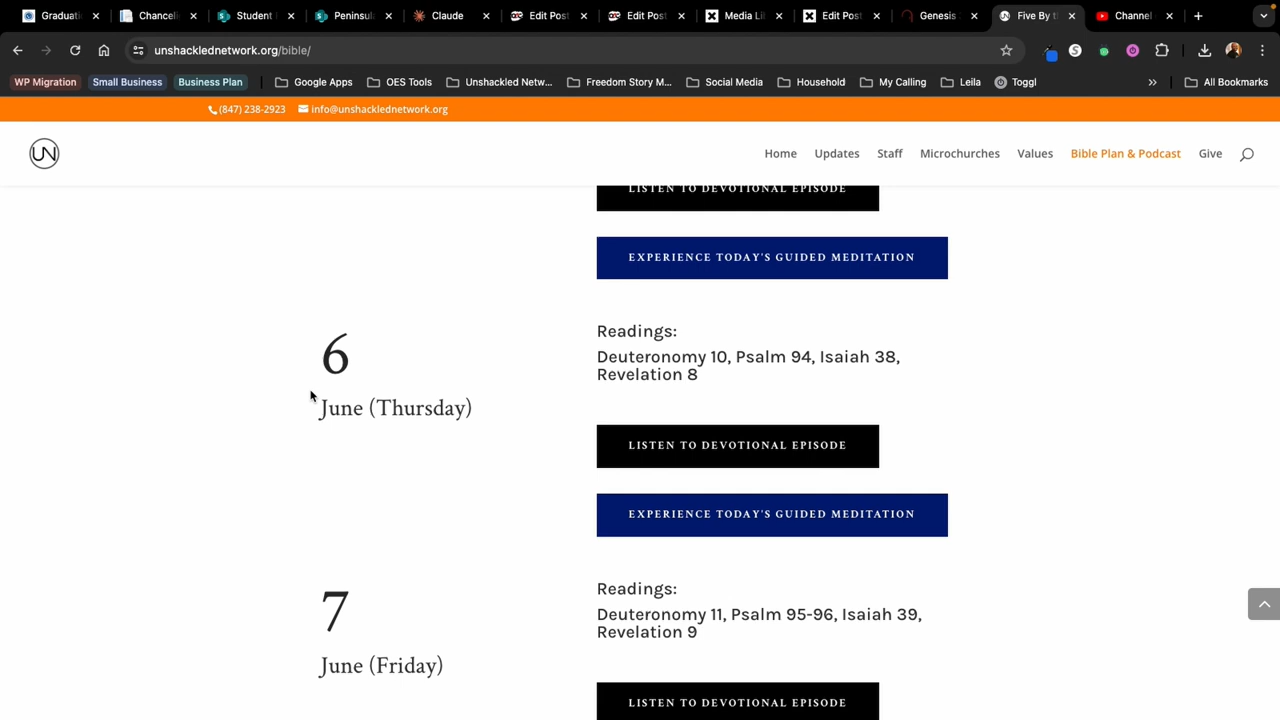 Graduati
Chanceli
Student
Peninsula
Claude
Edit Post
Edit Post
Media Li
Edit Post
Genesis
Five By t
Channel
unshacklednetwork.org/bible/
WP Migration
Small Business
Business Plan
Google Apps
OES Tools
Unshackled Netw...
Freedom Story M...
Social Media
Household
My Calling
Leila
Toggl
All Bookmarks
(847) 238-2923 info@unshacklednetwork.org
UN
Home Updates Staff Microchurches Values Bible Plan & Podcast Give
LISTEN TO DEVOTIONAL EPISODE
EXPERIENCE TODAY'S GUIDED MEDITATION
6
June (Thursday)
Readings:
Deuteronomy 10, Psalm 94, Isaiah 38,
Revelation 8
LISTEN TO DEVOTIONAL EPISODE
EXPERIENCE TODAY'S GUIDED MEDITATION
7
June (Friday)
Readings:
Deuteronomy 11, Psalm 95-96, Isaiah 39,
Revelation 9
LISTEN TO DEVOTIONAL EPISODE